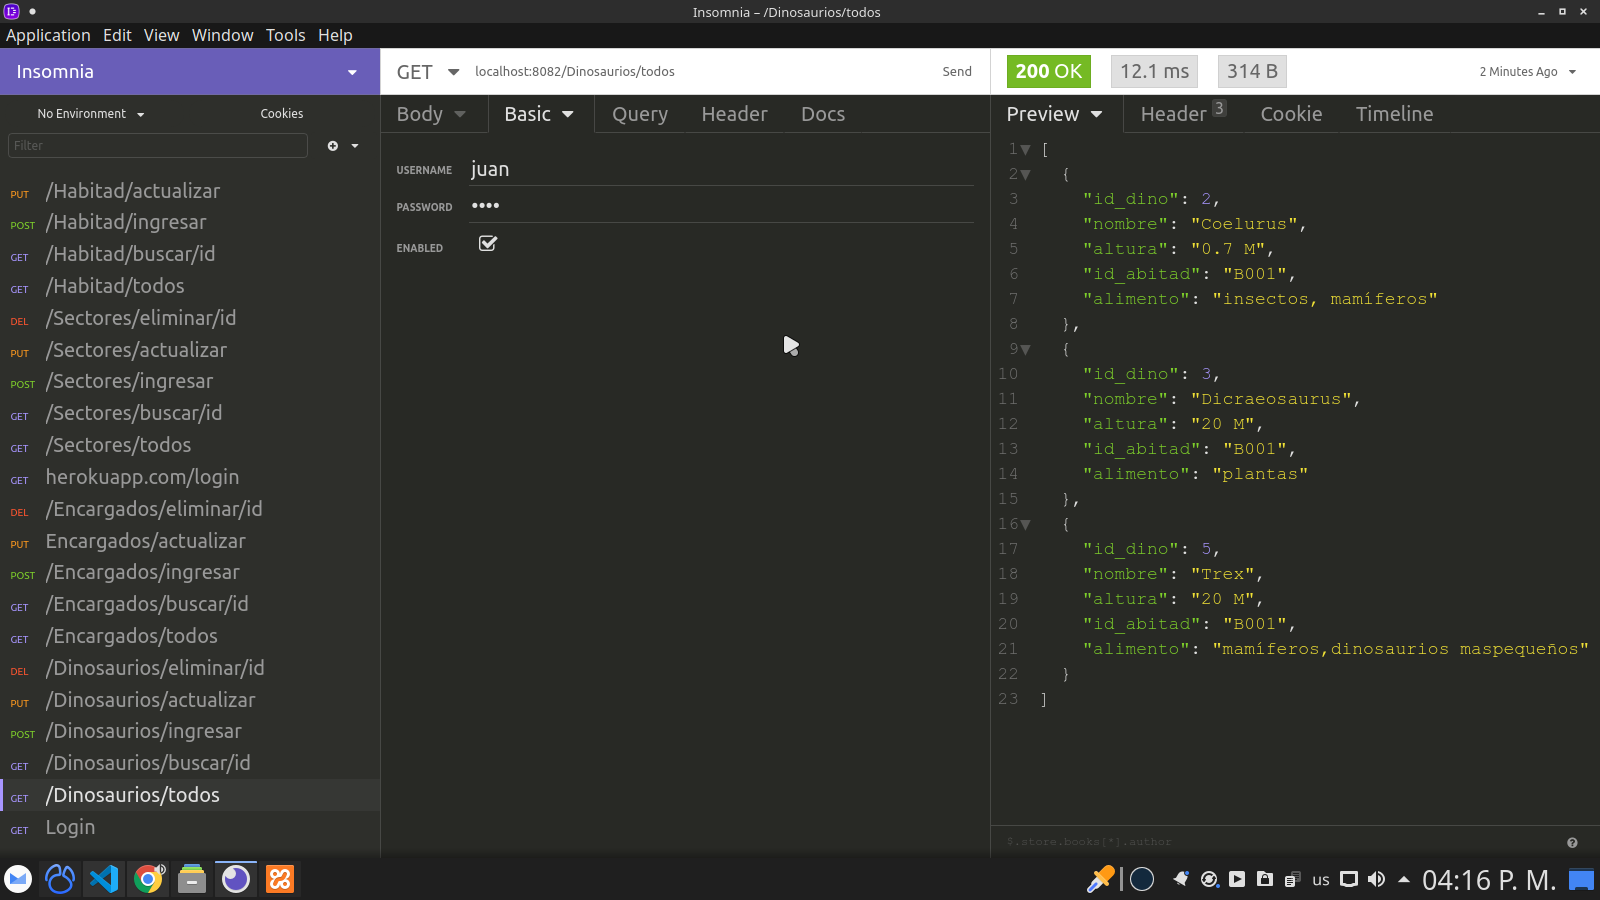 Insomnia – /Dinosaurios/todos
Application Edit View Window Tools Help
Insomnia
GET localhost:8082/Dinosaurios/todos Send
200 OK 12.1 ms 314 B 2 Minutes Ago
No Environment Cookies
Filter
PUT /Habitad/actualizar
POST /Habitad/ingresar
GET /Habitad/buscar/id
GET /Habitad/todos
DEL /Sectores/eliminar/id
PUT /Sectores/actualizar
POST /Sectores/ingresar
GET /Sectores/buscar/id
GET /Sectores/todos
GET herokuapp.com/login
DEL /Encargados/eliminar/id
PUT Encargados/actualizar
POST /Encargados/ingresar
GET /Encargados/buscar/id
GET /Encargados/todos
DEL /Dinosaurios/eliminar/id
PUT /Dinosaurios/actualizar
POST /Dinosaurios/ingresar
GET /Dinosaurios/buscar/id
GET /Dinosaurios/todos
GET Login
Body Basic Query Header Docs
USERNAME juan
PASSWORD ••••
ENABLED
Preview Header 3 Cookie Timeline
1 [
2 {
3 "id_dino": 2,
4 "nombre": "Coelurus",
5 "altura": "0.7 M",
6 "id_abitad": "B001",
7 "alimento": "insectos, mamíferos"
8 },
9 {
10 "id_dino": 3,
11 "nombre": "Dicraeosaurus",
12 "altura": "20 M",
13 "id_abitad": "B001",
14 "alimento": "plantas"
15 },
16 {
17 "id_dino": 5,
18 "nombre": "Trex",
19 "altura": "20 M",
20 "id_abitad": "B001",
21 "alimento": "mamíferos,dinosaurios maspequeños"
22 }
23 ]
$.store.books[*].author
us 04:16 P. M.